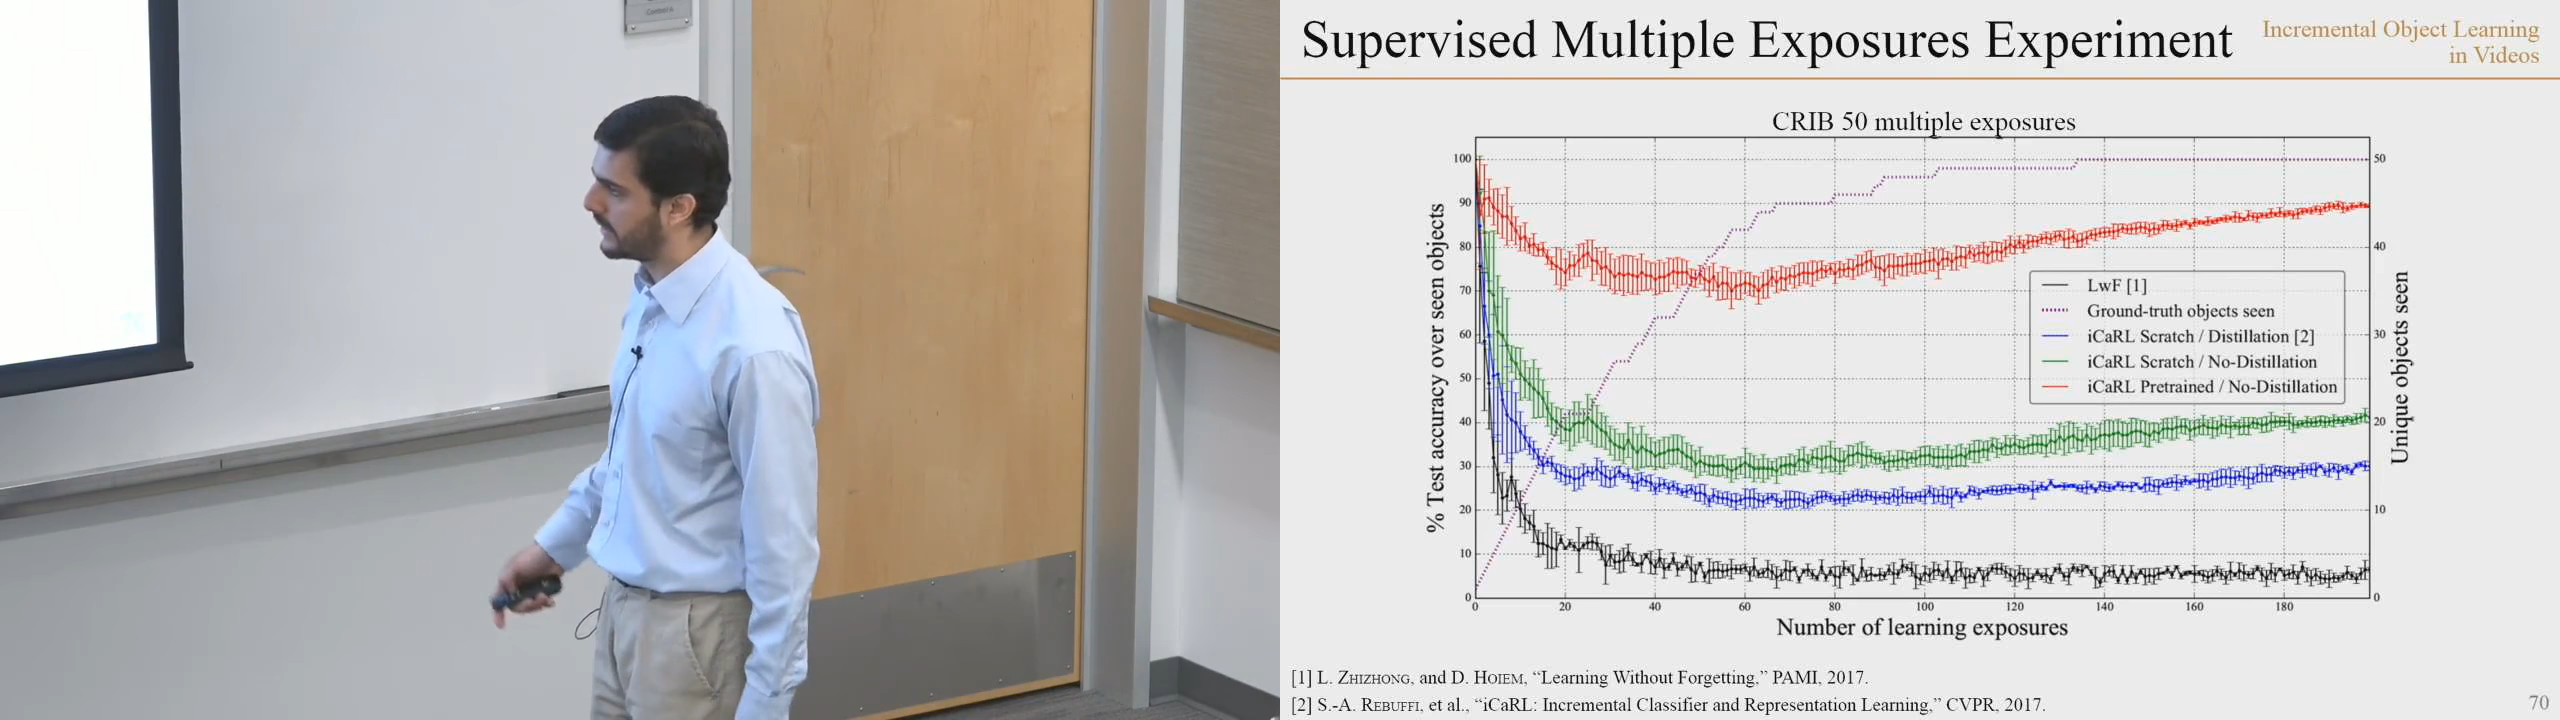 Supervised Multiple Exposures Experiment
Incremental Object Learning
in Videos
CRIB 50 multiple exposures
% Test accuracy over seen objects
100
90
80
70
60
50
40
30
20
10
0
50
40
30
20
10
0
Unique objects seen
LwF [1]
Ground-truth objects seen
iCaRL Scratch / Distillation [2]
iCaRL Scratch / No-Distillation
iCaRL Pretrained / No-Distillation
0 20 40 60 80 100 120 140 160 180
Number of learning exposures
[1] L. ZHIZHONG, and D. HOIEM, “Learning Without Forgetting,” PAMI, 2017.
[2] S.-A. REBUFFI, et al., “iCaRL: Incremental Classifier and Representation Learning,” CVPR, 2017.
70